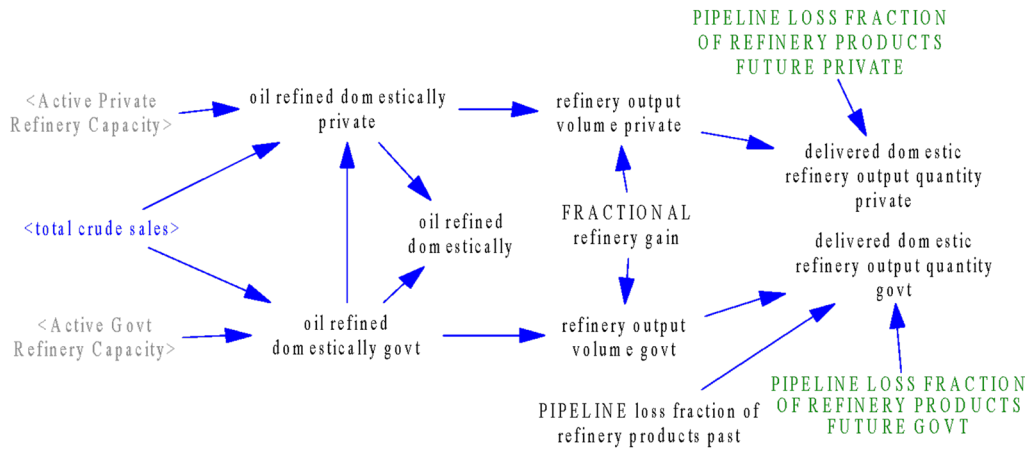 PIPELINE LOSS FRACTION
OF REFINERY PRODUCTS
FUTURE PRIVATE
<Active Private
Refinery Capacity>
oil refined domestically
private
refinery output
volume private
delivered domestic
refinery output quantity
private
<total crude sales>
oil refined
domestically
FRACTIONAL
refinery gain
delivered domestic
refinery output quantity
govt
<Active Govt
Refinery Capacity>
oil refined
domestically govt
refinery output
volume govt
PIPELINE loss fraction of
refinery products past
PIPELINE LOSS FRACTION
OF REFINERY PRODUCTS
FUTURE GOVT